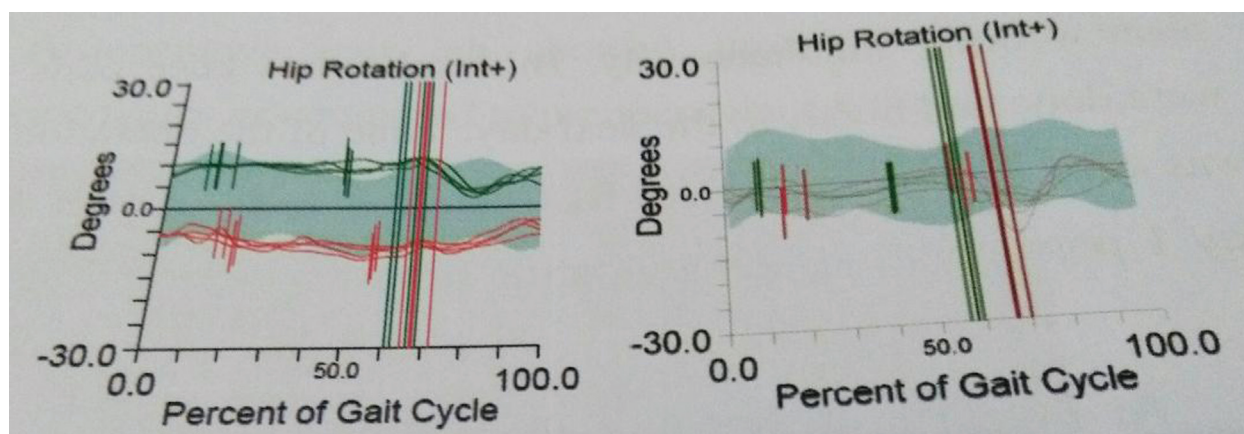 Hip Rotation (Int+)
30.0
Degrees
0.0
-30.0
0.0
50.0
100.0
Percent of Gait Cycle
Hip Rotation (Int+)
30.0
Degrees
0.0
-30.0
0.0
50.0
100.0
Percent of Gait Cycle